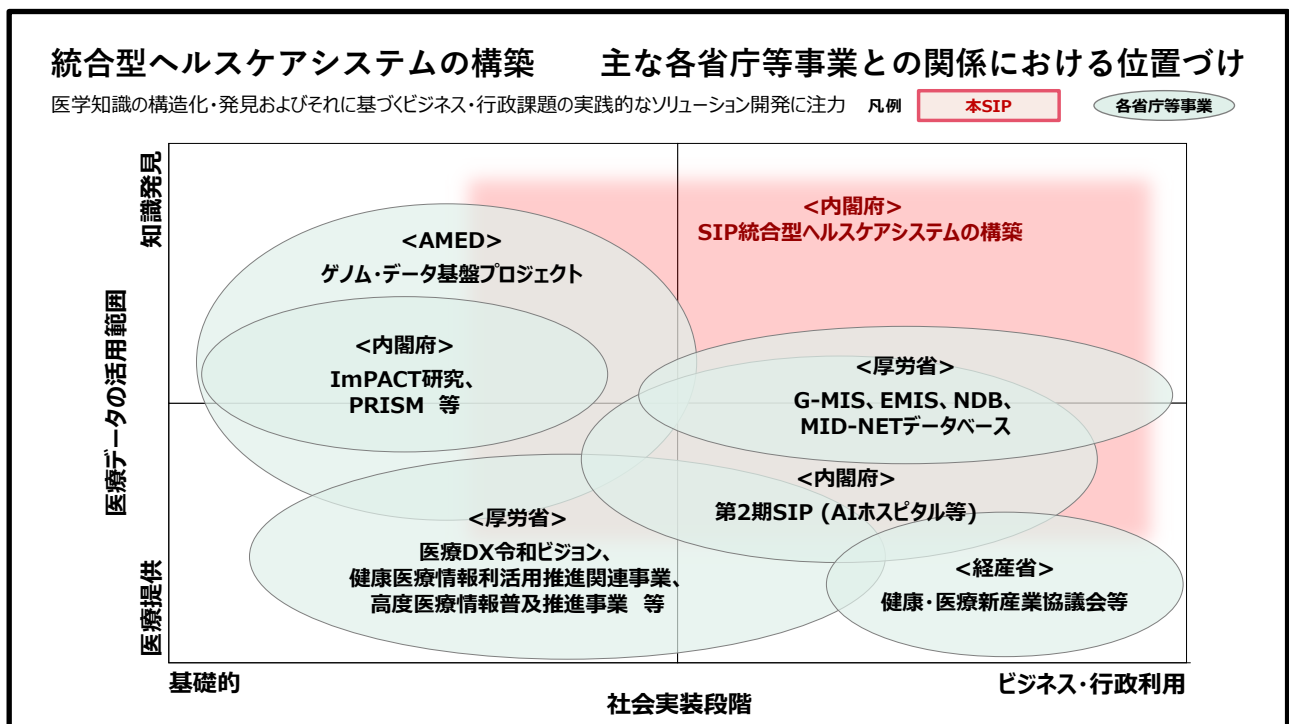 統合型ヘルスケアシステムの構築　　主な各省庁等事業との関係における位置づけ
医学知識の構造化・発見およびそれに基づくビジネス・行政課題の実践的なソリューション開発に注力
凡例
本SIP
各省庁等事業
知識発見
医療データの活用範囲
医療提供
<内閣府>
SIP統合型ヘルスケアシステムの構築
<AMED>
ゲノム・データ基盤プロジェクト
<内閣府>
ImPACT研究、
PRISM 等
<厚労省>
G-MIS、EMIS、NDB、
MID-NETデータベース
<内閣府>
第2期SIP (AIホスピタル等)
<厚労省>
医療DX令和ビジョン、
健康医療情報利活用推進関連事業、
高度医療情報普及推進事業 等
<経産省>
健康・医療新産業協議会等
基礎的
社会実装段階
ビジネス・行政利用